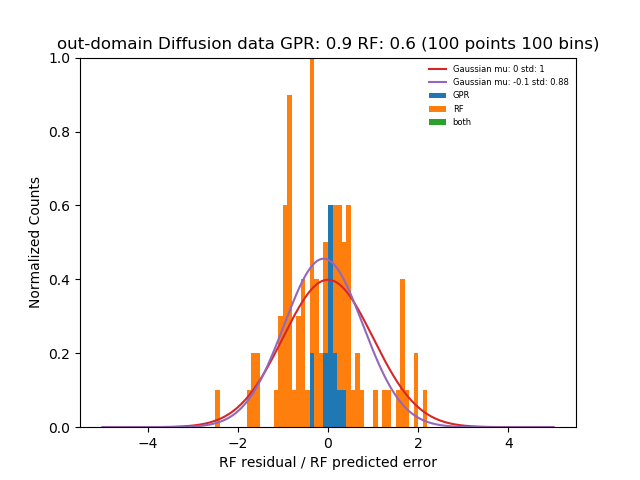 out-domain Diffusion data GPR: 0.9 RF: 0.6 (100 points 100 bins)
Gaussian mu: 0 std: 1
Gaussian mu: -0.1 std: 0.88
GPR
RF
both
Normalized Counts
1.0
0.8
0.6
0.4
0.2
0.0
−4
−2
0
2
4
RF residual / RF predicted error